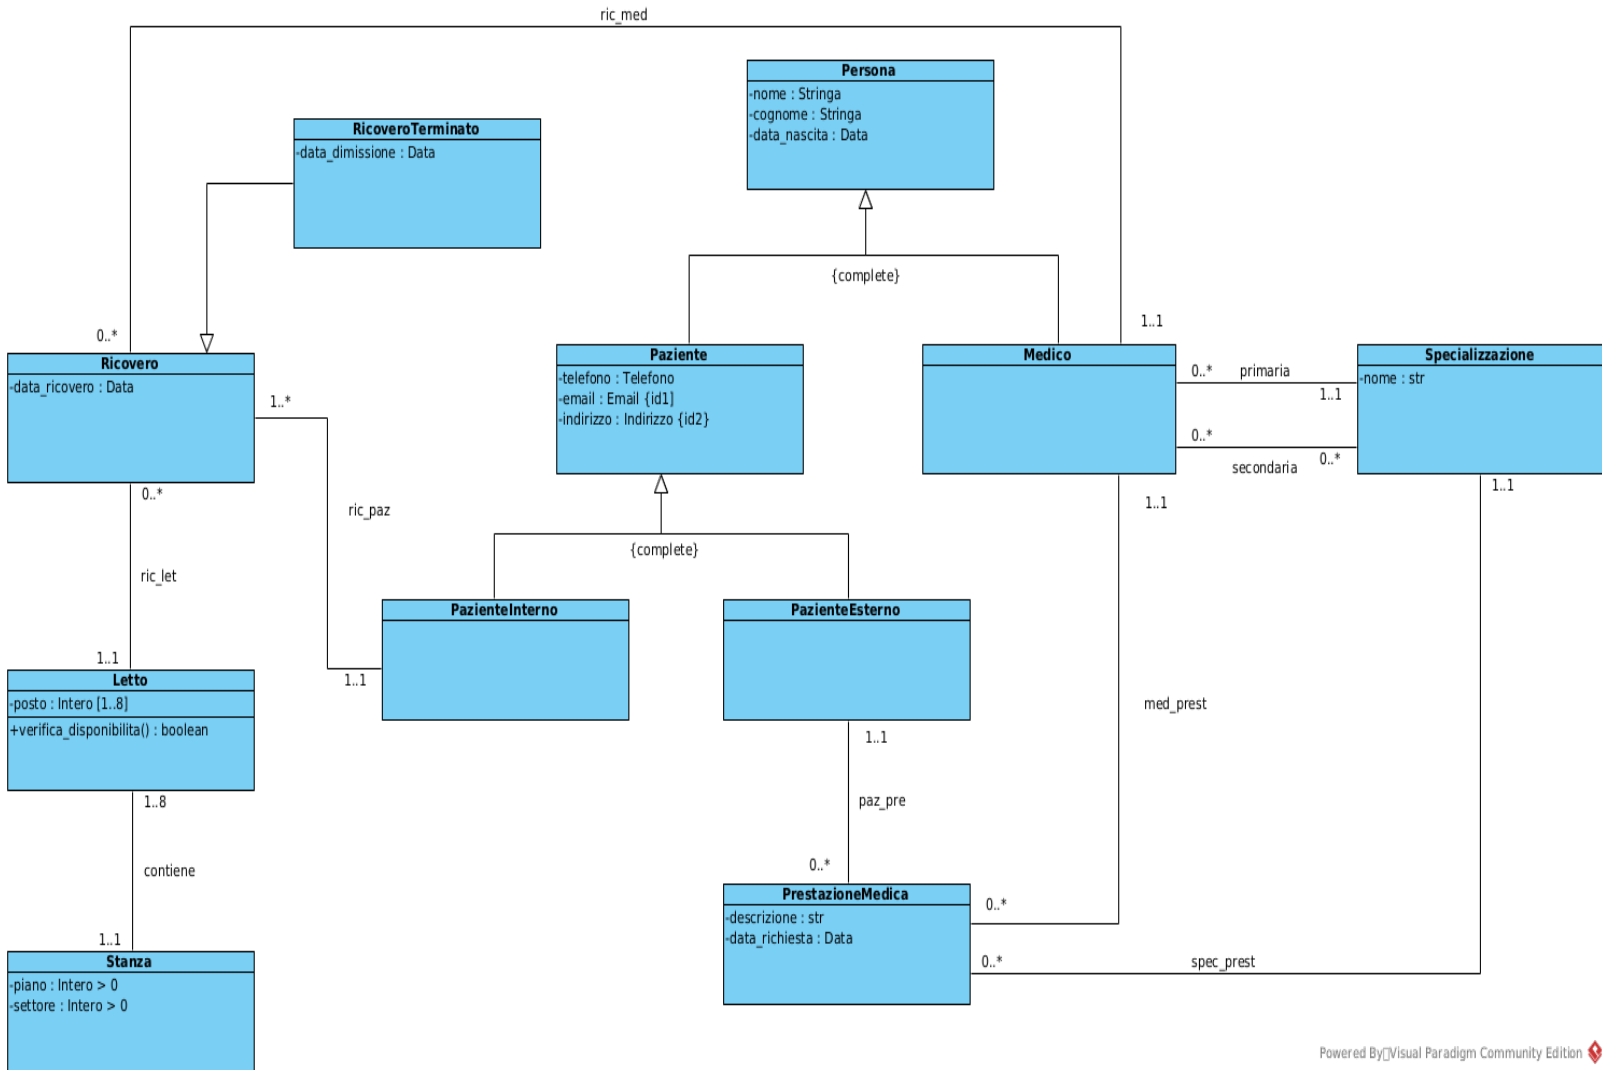 ric_med
Persona
-nome : Stringa
-cognome : Stringa
-data_nascita : Data
RicoveroTerminato
-data_dimissione : Data
{complete}
0..*
1..1
Ricovero
-data_ricovero : Data
Paziente
-telefono : Telefono
-email : Email {id1]
-indirizzo : Indirizzo {id2}
Medico
Specializzazione
-nome : str
0..*
primaria
1..1
0..*
secondaria
0..*
1..*
0..*
ric_paz
1..1
1..1
{complete}
ric_let
PazienteInterno
PazienteEsterno
1..1
1..1
Letto
-posto : Intero [1..8]
+verifica_disponibilita() : boolean
med_prest
1..1
1..8
paz_pre
contiene
0..*
PrestazioneMedica
-descrizione : str
-data_richiesta : Data
0..*
0..*
spec_prest
1..1
Stanza
-piano : Intero > 0
-settore : Intero > 0
Powered By Visual Paradigm Community Edition